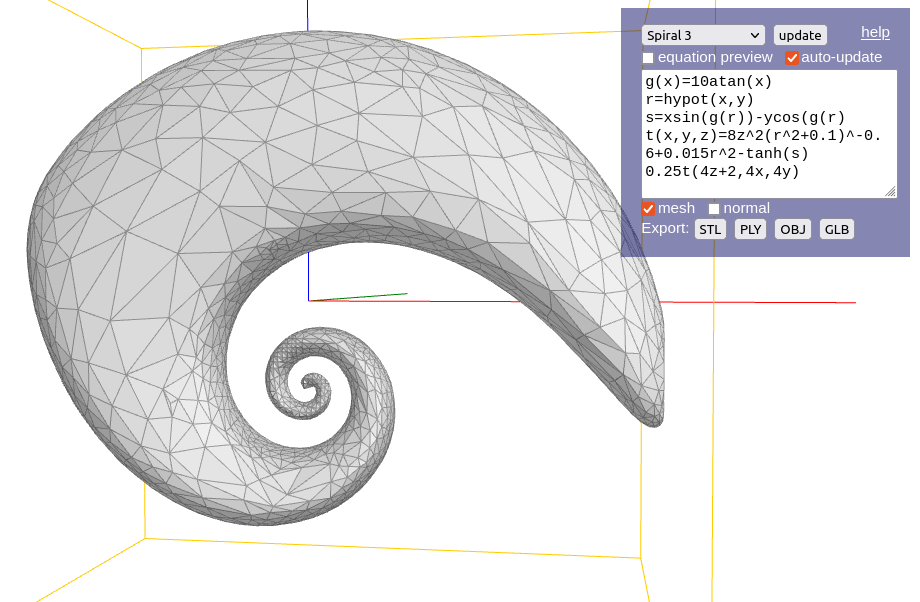 Spiral 3 update help
equation preview auto-update
g(x)=10atan(x)
r=hypot(x,y)
s=xsin(g(r))-ycos(g(r)
t(x,y,z)=8z^2(r^2+0.1)^-0.
6+0.015r^2-tanh(s)
0.25t(4z+2,4x,4y)
mesh normal
Export: STL PLY OBJ GLB